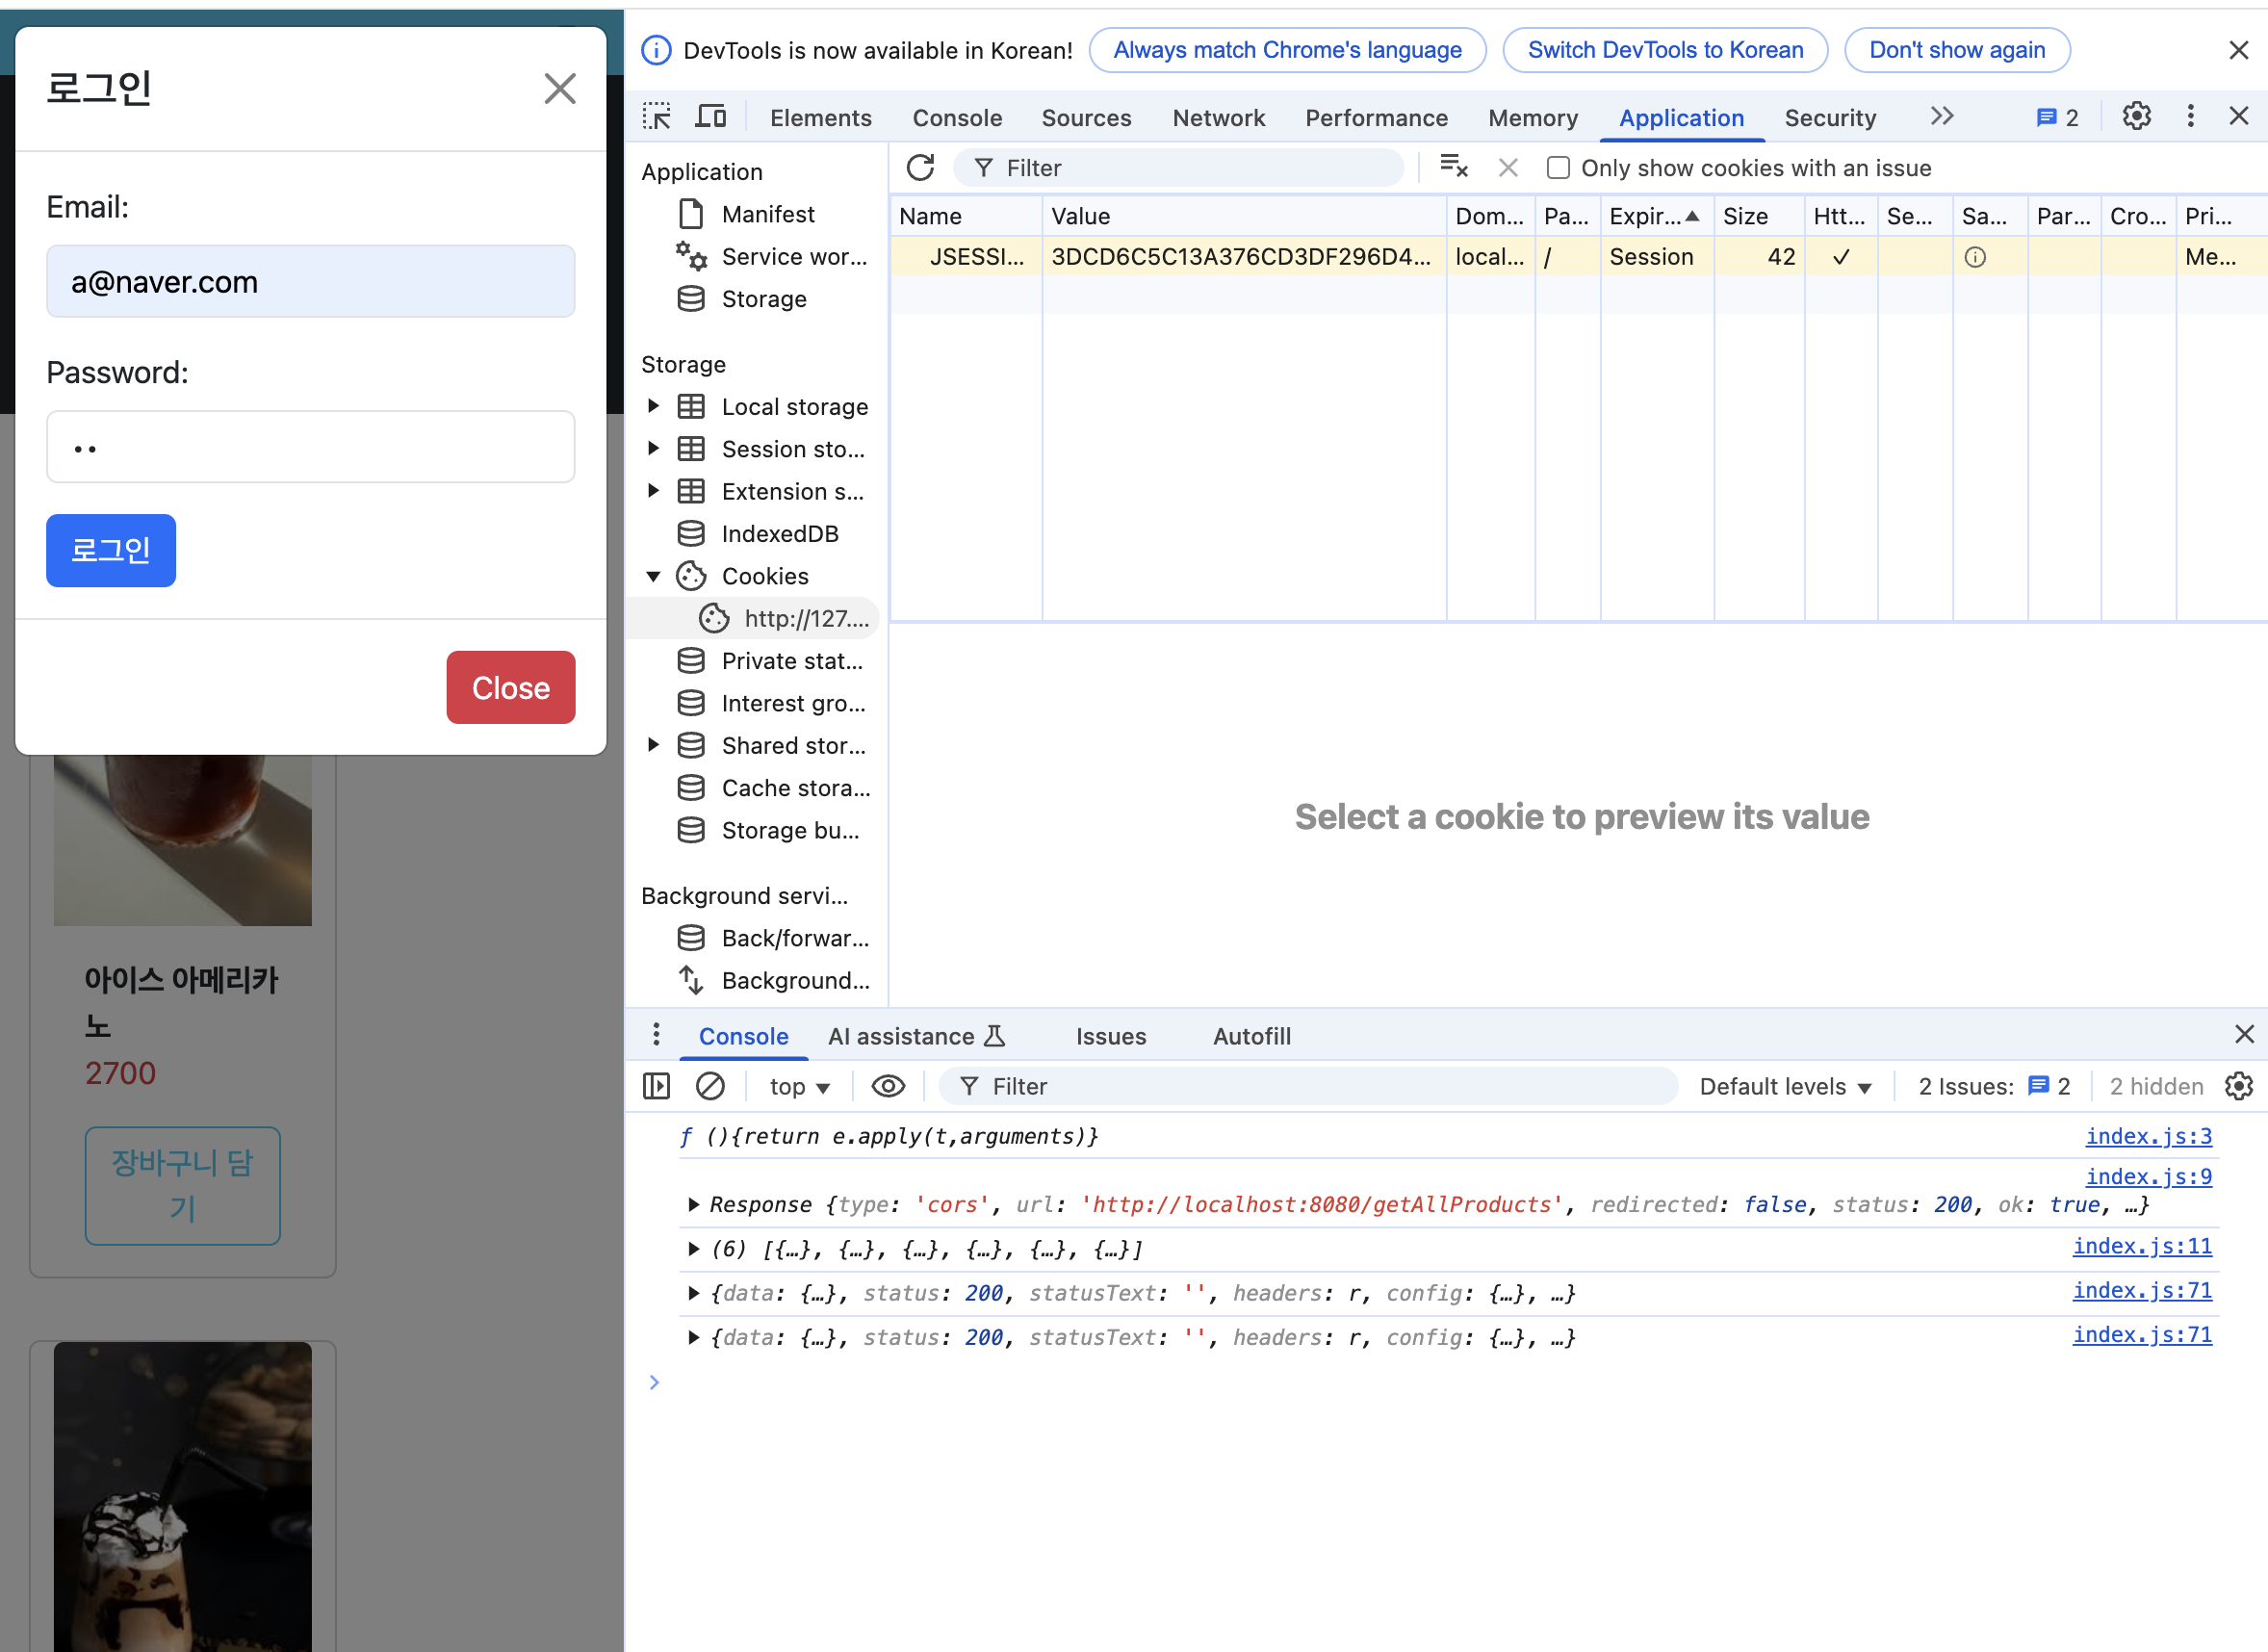 로그인
Email:
a@naver.com
Password:
로그인
Close
아이스 아메리카
노
2700
장바구니 담
기
DevTools is now available in Korean!
Always match Chrome's language
Switch DevTools to Korean
Don't show again
Elements
Console
Sources
Network
Performance
Memory
Application
Security
2
Application
Manifest
Service wor...
Storage
Storage
Local storage
Session sto...
Extension s...
IndexedDB
Cookies
http://127....
Private stat...
Interest gro...
Shared stor...
Cache stora...
Storage bu...
Background servi...
Back/forwar...
Background...
Filter
Only show cookies with an issue
Name Value Dom... Pa... Expir... Size Htt... Se... Sa... Par... Cro... Pri...
JSESSI... 3DCD6C5C13A376CD3DF296D4... local... / Session 42 ✓ Me...
Select a cookie to preview its value
Console
AI assistance
Issues
Autofill
top
Filter
Default levels
2 Issues: 2
2 hidden
ƒ (){return e.apply(t,arguments)} index.js:3
index.js:9
Response {type: 'cors', url: 'http://localhost:8080/getAllProducts', redirected: false, status: 200, ok: true, …}
(6) [{…}, {…}, {…}, {…}, {…}, {…}] index.js:11
{data: {…}, status: 200, statusText: '', headers: r, config: {…}, …} index.js:71
{data: {…}, status: 200, statusText: '', headers: r, config: {…}, …} index.js:71